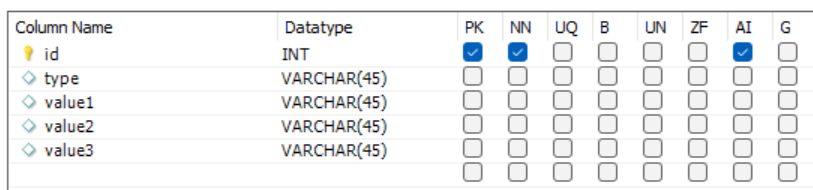 Column Name Datatype PK NN UQ B UN ZF AI G
id INT
type VARCHAR(45)
value1 VARCHAR(45)
value2 VARCHAR(45)
value3 VARCHAR(45)